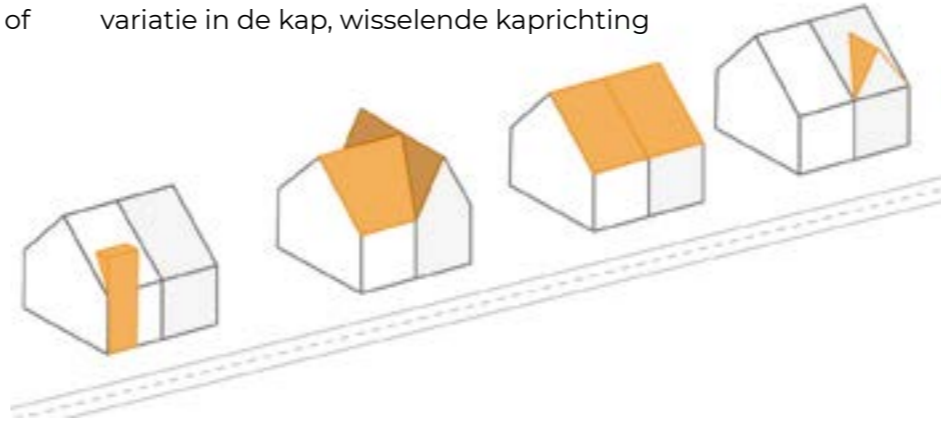 of variatie in de kap, wisselende kaprichting